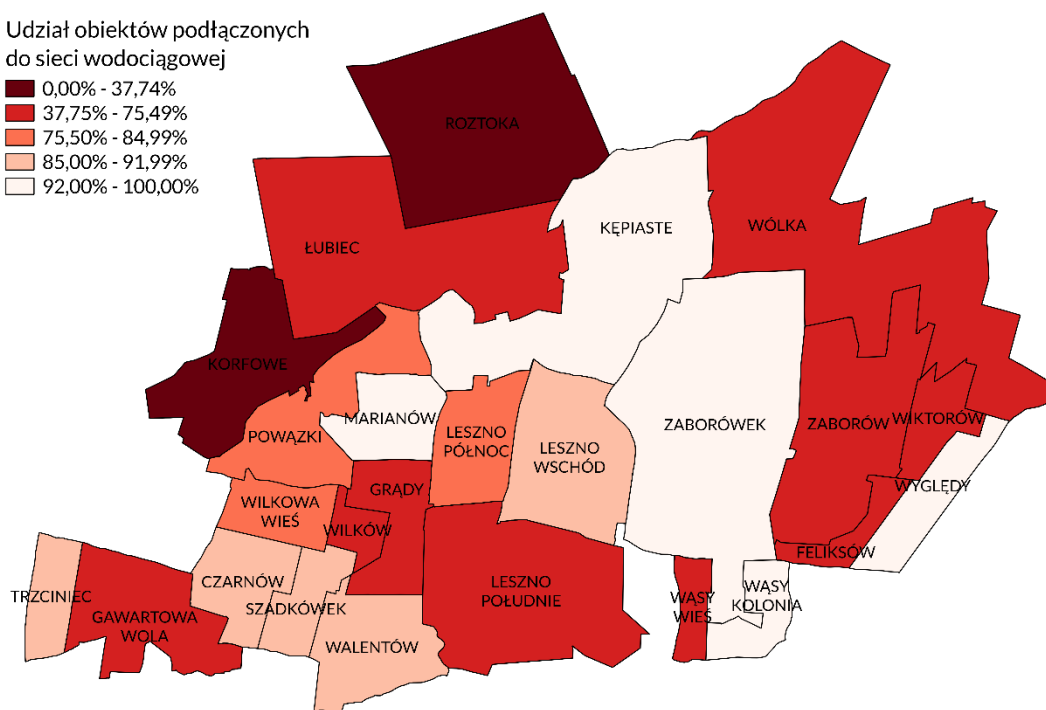 Udział obiektów podłączonych
do sieci wodociągowej
0,00% - 37,74%
37,75% - 75,49%
75,50% - 84,99%
85,00% - 91,99%
92,00% - 100,00%
ROZTOKA
KĘPIASTE
WÓLKA
ŁUBIEC
KORFOWE
MARIANÓW
POWĄZKI
LESZNO
PÓŁNOC
LESZNO
WSCHÓD
ZABORÓWEK
ZABORÓW
WIKTORÓW
GRĄDY
WYGLĘDY
WILKOWA
WIEŚ
WILKÓW
FELIKSÓW
TRZCINIEC
CZARNÓW
SZADKÓWEK
LESZNO
POŁUDNIE
WĄSY
WIEŚ
WĄSY
KOLONIA
GAWARTOWA
WOLA
WALENTÓW